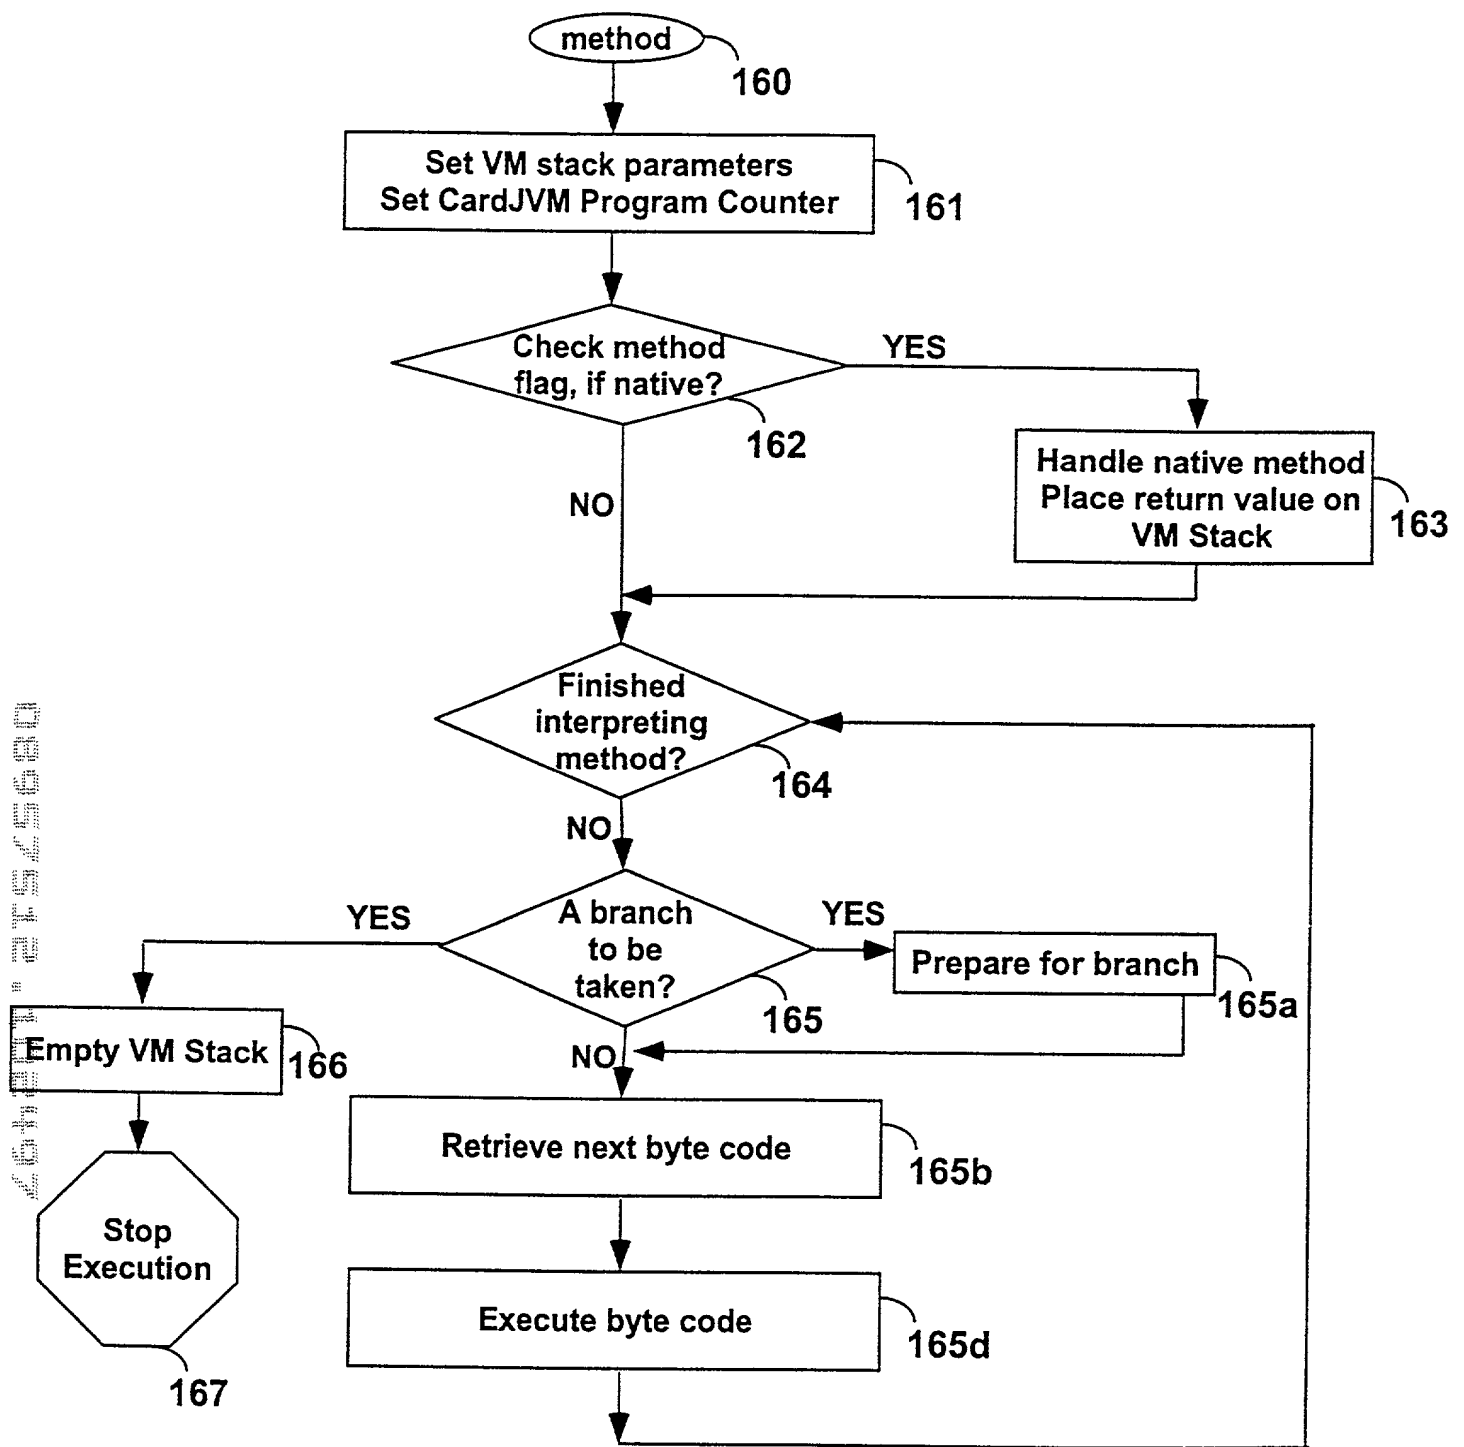 method
160
Set VM stack parameters
Set CardJVM Program Counter
161
Check method
flag, if native?
YES
162
Handle native method
Place return value on
VM Stack
163
NO
Finished
interpreting
method?
164
NO
A branch
to be
taken?
YES
YES
165
Prepare for branch
165a
Empty VM Stack
166
NO
Retrieve next byte code
165b
Stop
Execution
167
Execute byte code
165d